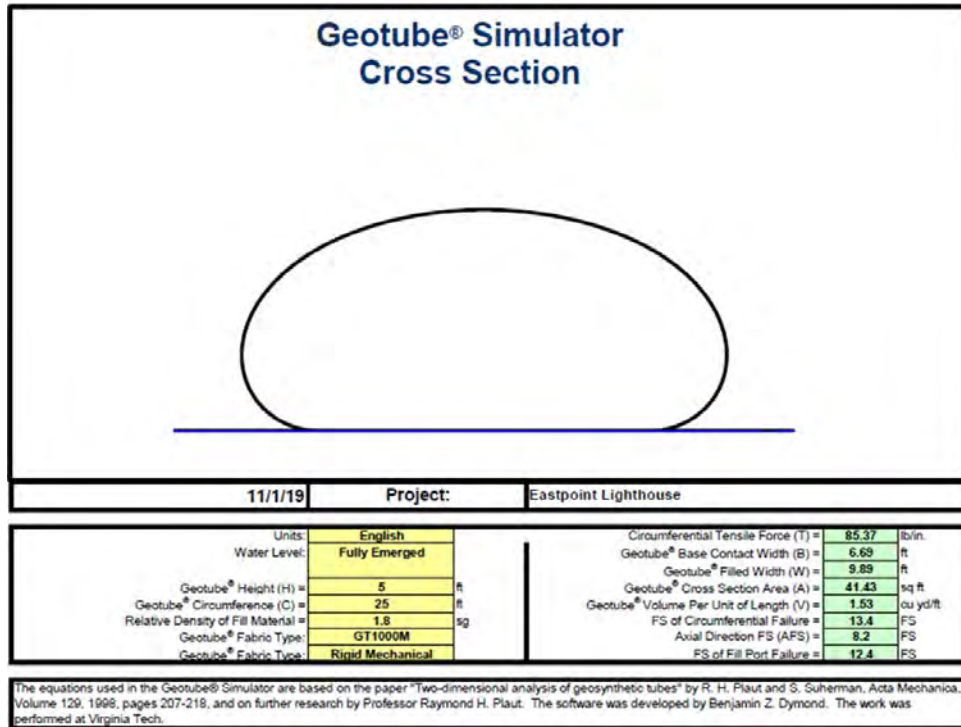 Geotube® Simulator
Cross Section
11/1/19 Project: Eastpoint Lighthouse
Units: English
Water Level: Fully Emerged
Geotube® Height (H) = 5 ft
Geotube® Circumference (C) = 25 ft
Relative Density of Fill Material = 1.8 sg
Geotube® Fabric Type: GT1000M
Geotube® Fabric Type: Rigid Mechanical
Circumferential Tensile Force (T) = 85.37 lb/in.
Geotube® Base Contact Width (B) = 6.69 ft
Geotube® Filled Width (W) = 9.89 ft
Geotube® Cross Section Area (A) = 41.43 sq ft
Geotube® Volume Per Unit of Length (V) = 1.53 cu yd/ft
FS of Circumferential Failure = 13.4 FS
Axial Direction FS (AFS) = 8.2 FS
FS of Fill Port Failure = 12.4 FS
The equations used in the Geotube® Simulator are based on the paper "Two-dimensional analysis of geosynthetic tubes" by R. H. Plaut and S. Suherman, Acta Mechanica,
Volume 129, 1998, pages 207-218, and on further research by Professor Raymond H. Plaut. The software was developed by Benjamin Z. Dymond. The work was
performed at Virginia Tech.